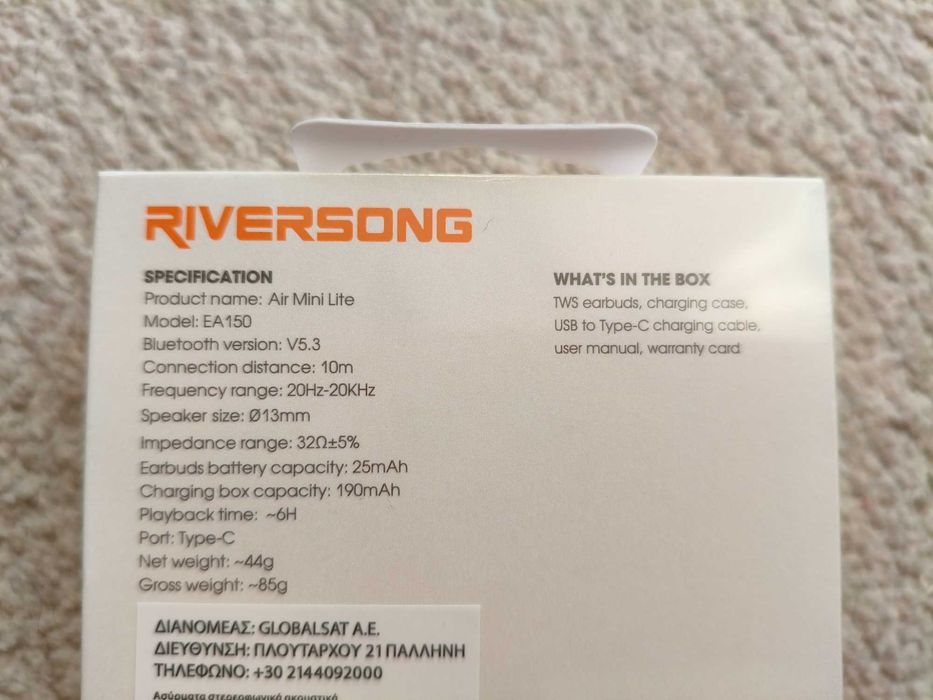 RIVERSONG
SPECIFICATION
Product name: Air Mini Lite
Model: EA150
Bluetooth version: V5.3
Connection distance: 10m
Frequency range: 20Hz-20KHz
Speaker size: Ø13mm
Impedance range: 32Ω±5%
Earbuds battery capacity: 25mAh
Charging box capacity: 190mAh
Playback time: ~6H
Port: Type-C
Net weight: ~44g
Gross weight: ~85g
WHAT'S IN THE BOX
TWS earbuds, charging case,
USB to Type-C charging cable,
user manual, warranty card
ΔΙΑΝΟΜΕΑΣ: GLOBALSAT A.E.
ΔΙΕΥΘΥΝΣΗ: ΠΛΟΥΤΑΡΧΟΥ 21 ΠΑΛΛΗΝΗ
ΤΗΛΕΦΩΝΟ: +30 2144092000
Ασύρματα στερεοφωνικά ακουστικά